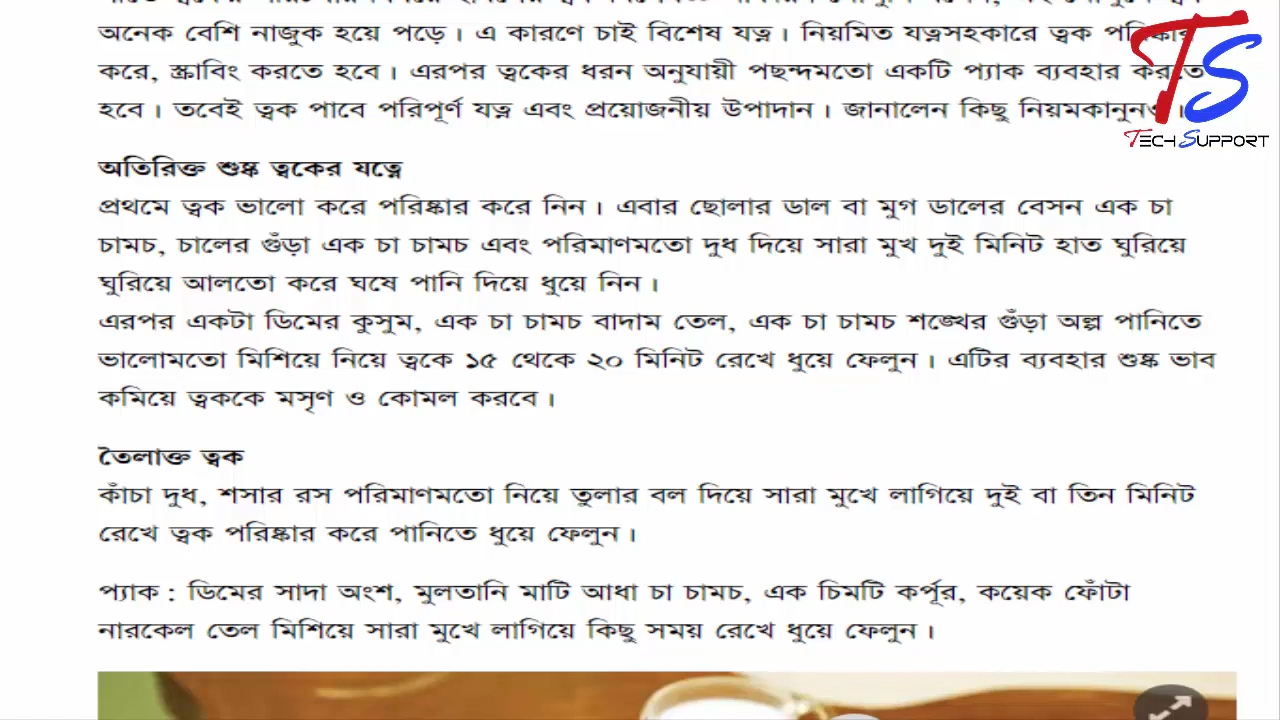 অনেক বেশি নাজুক হয়ে পড়ে। এ কারণে চাই বিশেষ যত্ন। নিয়মিত যত্নসহকারে ত্বক পরিষ্কার
করে, স্ক্রাবিং করতে হবে। এরপর ত্বকের ধরন অনুযায়ী পছন্দমতো একটি প্যাক ব্যবহার করতে
হবে। তবেই ত্বক পাবে পরিপূর্ণ যত্ন এবং প্রয়োজনীয় উপাদান। জানালেন কিছু নিয়মকানুনও।
TS
TECH SUPPORT
অতিরিক্ত শুষ্ক ত্বকের যত্নে
প্রথমে ত্বক ভালো করে পরিষ্কার করে নিন। এবার ছোলার ডাল বা মুগ ডালের বেসন এক চা
চামচ, চালের গুঁড়া এক চা চামচ এবং পরিমাণমতো দুধ দিয়ে সারা মুখ দুই মিনিট হাত ঘুরিয়ে
ঘুরিয়ে আলতো করে ঘষে পানি দিয়ে ধুয়ে নিন।
এরপর একটা ডিমের কুসুম, এক চা চামচ বাদাম তেল, এক চা চামচ শঙ্খের গুঁড়া অল্প পানিতে
ভালোমতো মিশিয়ে নিয়ে ত্বকে ১৫ থেকে ২০ মিনিট রেখে ধুয়ে ফেলুন। এটির ব্যবহার শুষ্ক ভাব
কমিয়ে ত্বককে মসৃণ ও কোমল করবে।
তৈলাক্ত ত্বক
কাঁচা দুধ, শসার রস পরিমাণমতো নিয়ে তুলার বল দিয়ে সারা মুখে লাগিয়ে দুই বা তিন মিনিট
রেখে ত্বক পরিষ্কার করে পানিতে ধুয়ে ফেলুন।
প্যাক : ডিমের সাদা অংশ, মুলতানি মাটি আধা চা চামচ, এক চিমটি কর্পূর, কয়েক ফোঁটা
নারকেল তেল মিশিয়ে সারা মুখে লাগিয়ে কিছু সময় রেখে ধুয়ে ফেলুন।